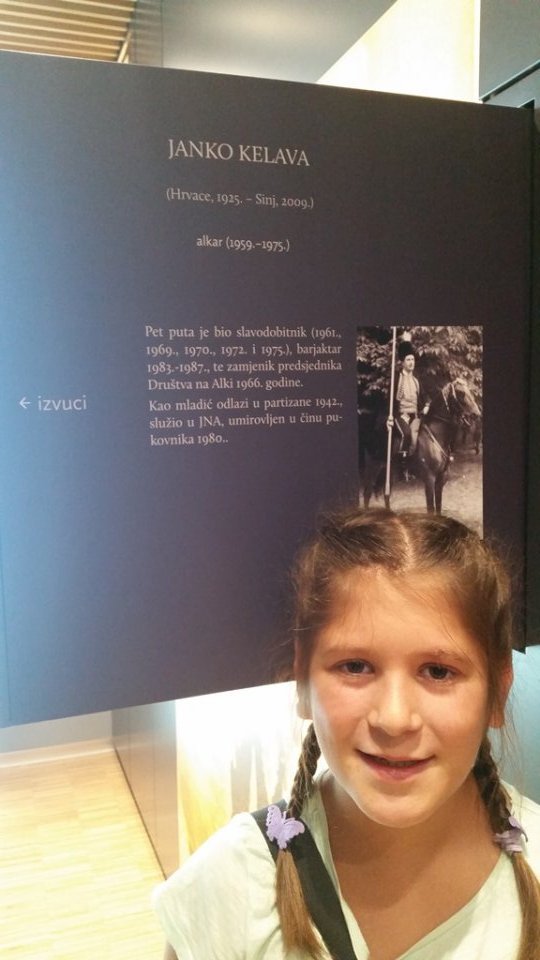 JANKO KELAVA
(Hrvace, 1925. – Sinj, 2009.)
alkar (1959.–1975.)
Pet puta je bio slavodobitnik (1961.,
1969., 1970., 1972. i 1975.), barjaktar
1983.-1987., te zamjenik predsjednika
Društva na Alki 1966. godine.
Kao mladić odlazi u partizane 1942.,
služio u JNA, umirovljen u činu pu-
kovnika 1980..
← izvuci